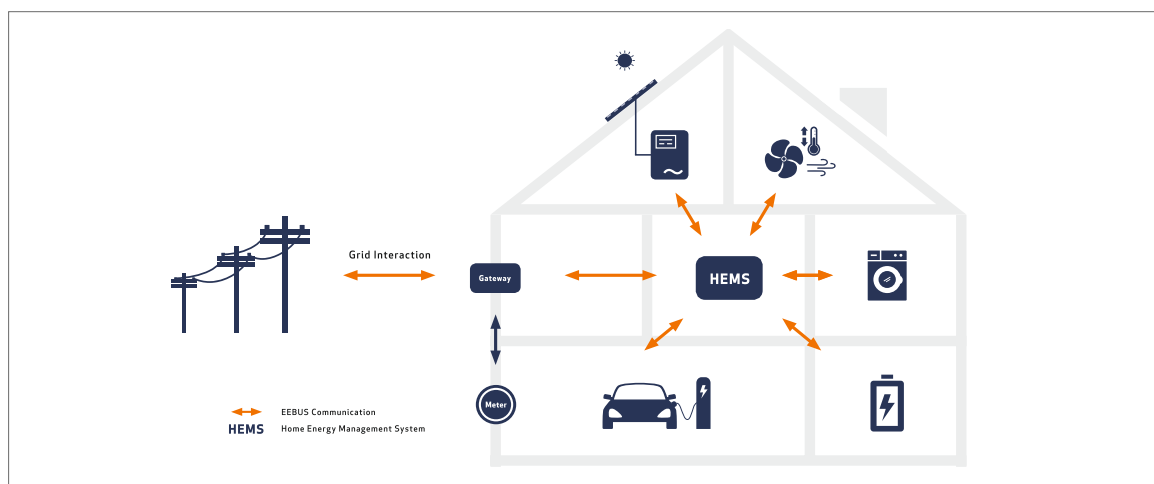 Grid Interaction
Gateway
HEMS
Meter
EEBUS Communication
HEMS Home Energy Management System